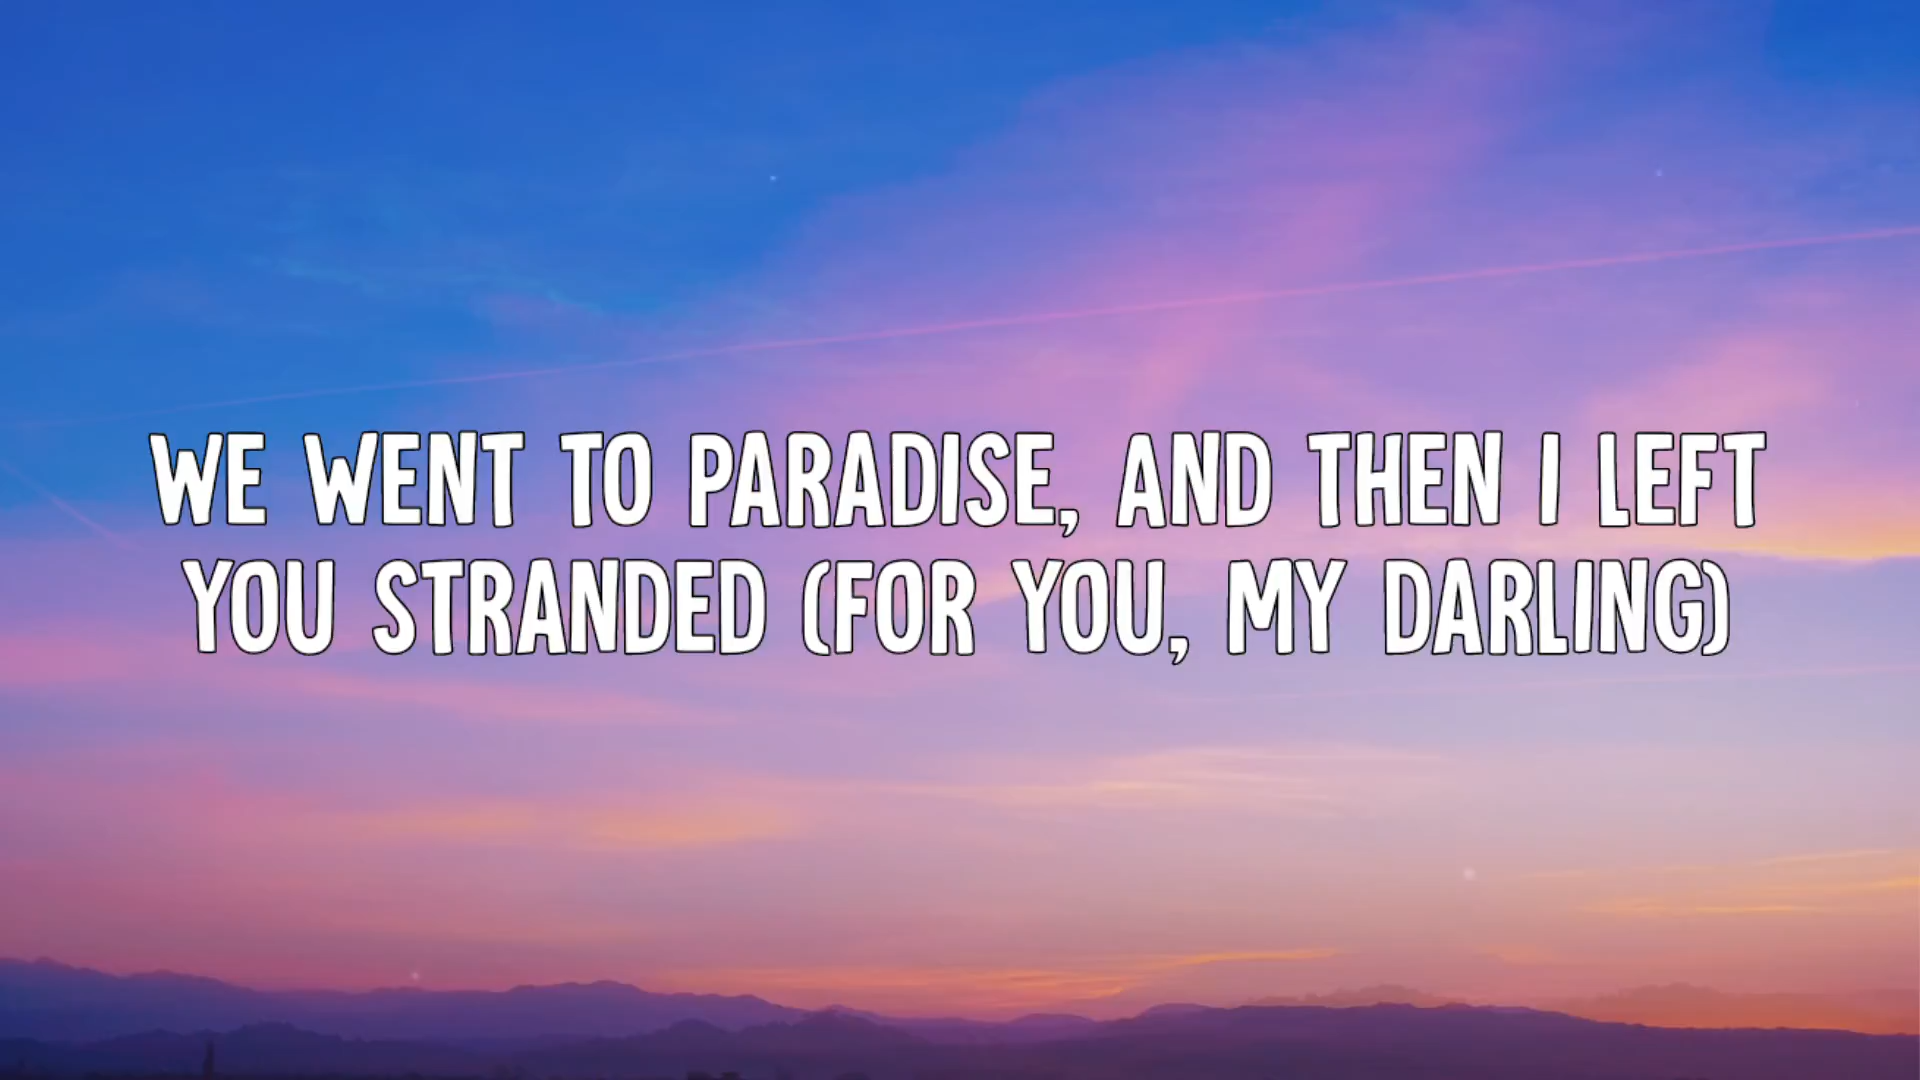 WE WENT TO PARADISE, AND THEN I LEFT
YOU STRANDED (FOR YOU, MY DARLING)